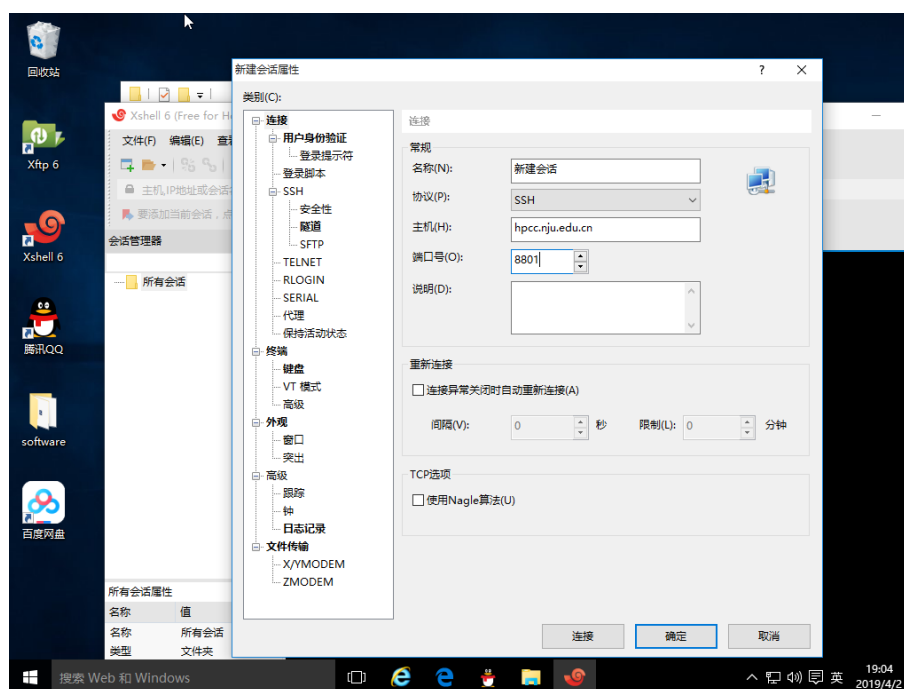 回收站
新建会话属性
?
类别(C):
Xshell 6 (Free for H
连接
用户身份验证
登录提示符
登录脚本
SSH
安全性
隧道
SFTP
TELNET
RLOGIN
SERIAL
代理
保持活动状态
终端
键盘
VT 模式
高级
外观
窗口
突出
高级
跟踪
钟
日志记录
文件传输
X/YMODEM
ZMODEM
连接
常规
名称(N): 新建会话
协议(P): SSH
主机(H): hpcc.nju.edu.cn
端口号(O): 8801
说明(D):
重新连接
连接异常关闭时自动重新连接(A)
间隔(V): 0 秒 限制(L): 0 分钟
TCP选项
使用Nagle算法(U)
连接 确定 取消
文件(F) 编辑(E) 查
主机,IP地址或会话
要添加当前会话,点
会话管理器
所有会话
所有会话属性
名称 值
名称 所有会话
类型 文件夹
Xftp 6
Xshell 6
腾讯QQ
software
百度网盘
搜索 Web 和 Windows
英
19:04
2019/4/2